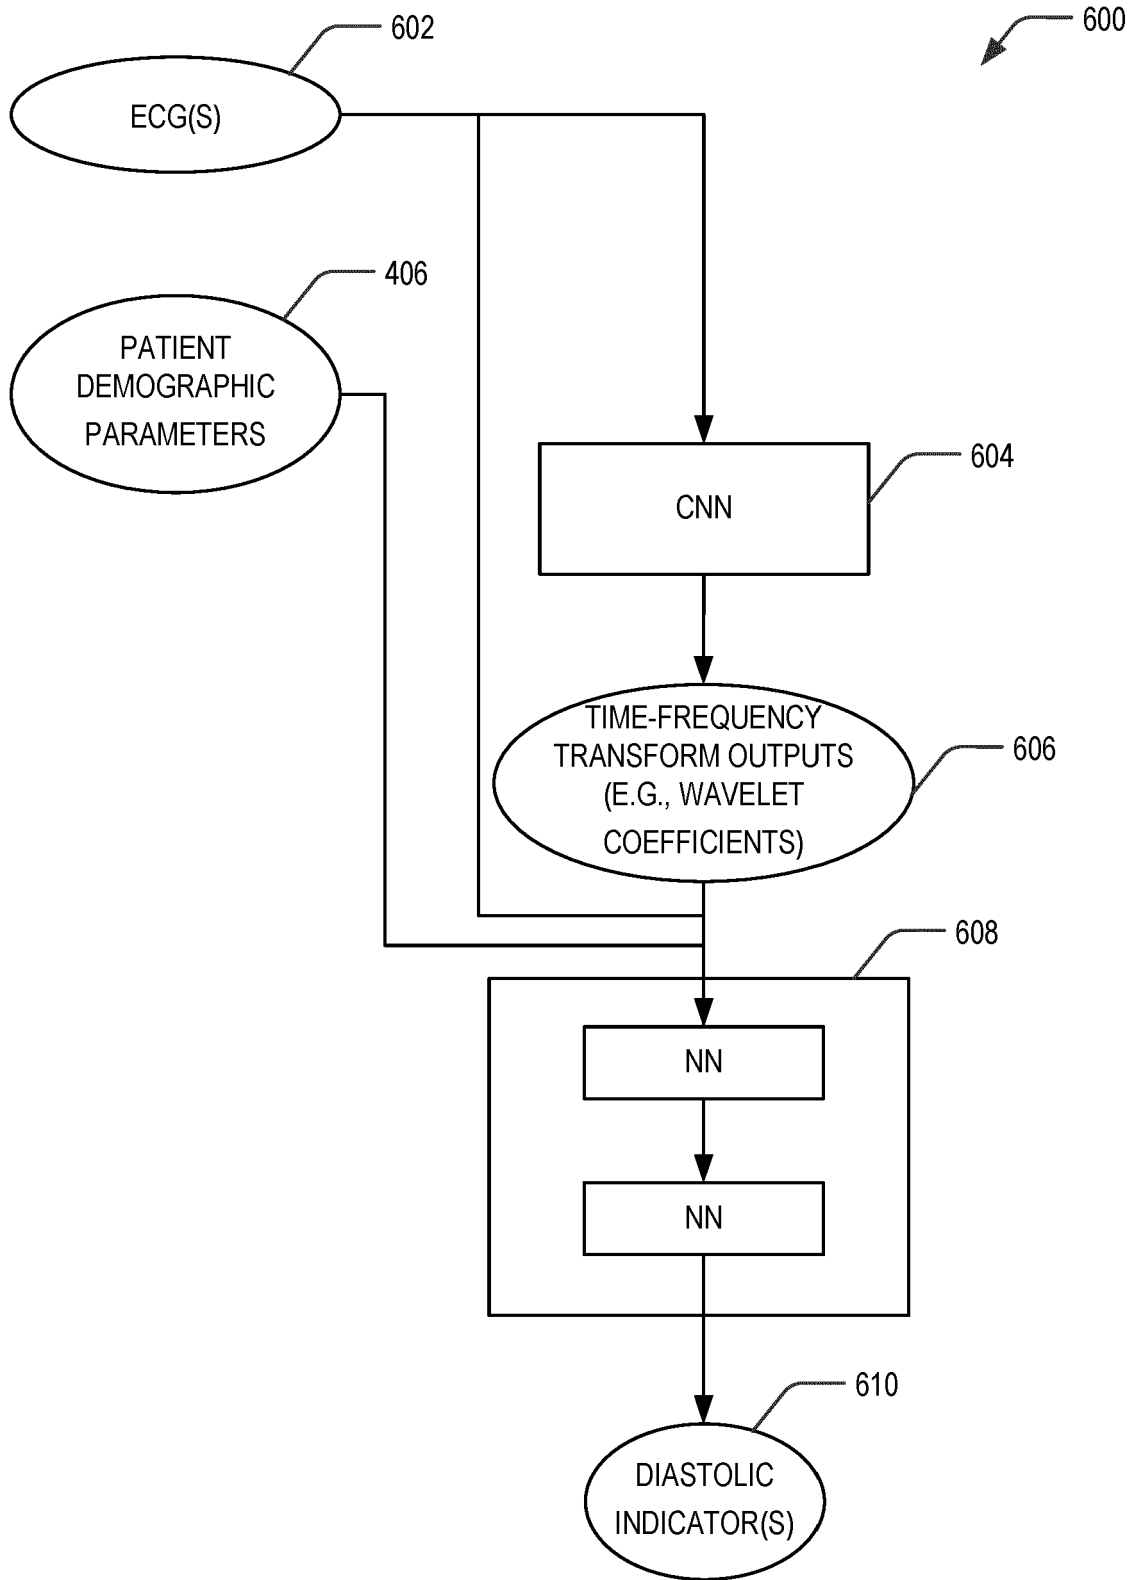 600
602
ECG(S)
406
PATIENT
DEMOGRAPHIC
PARAMETERS
604
CNN
TIME-FREQUENCY
TRANSFORM OUTPUTS
(E.G., WAVELET
COEFFICIENTS)
606
608
NN
NN
610
DIASTOLIC
INDICATOR(S)